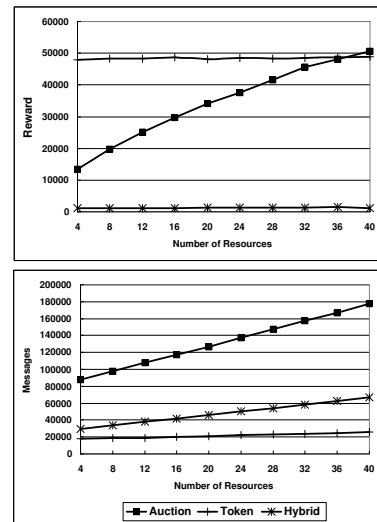 60000
50000
40000
30000
20000
10000
0
Reward
4 8 12 16 20 24 28 32 36 40
Number of Resources
200000
180000
160000
140000
120000
100000
80000
60000
40000
20000
0
Messages
4 8 12 16 20 24 28 32 36 40
Number of Resources
Auction Token Hybrid